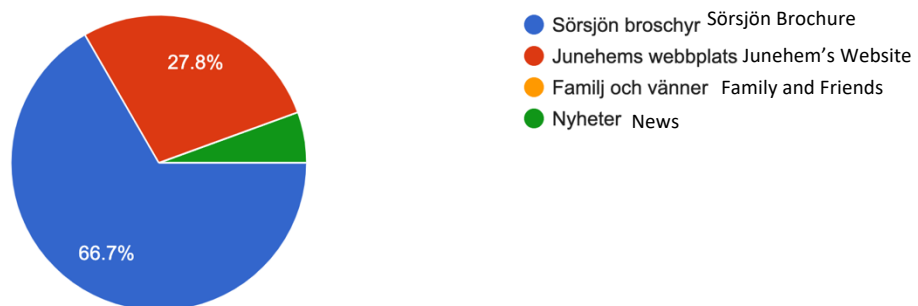 Sörsjön broschyr Sörsjön Brochure
Junehems webbplats Junehem’s Website
27.8%
Familj och vänner Family and Friends
Nyheter News
66.7%